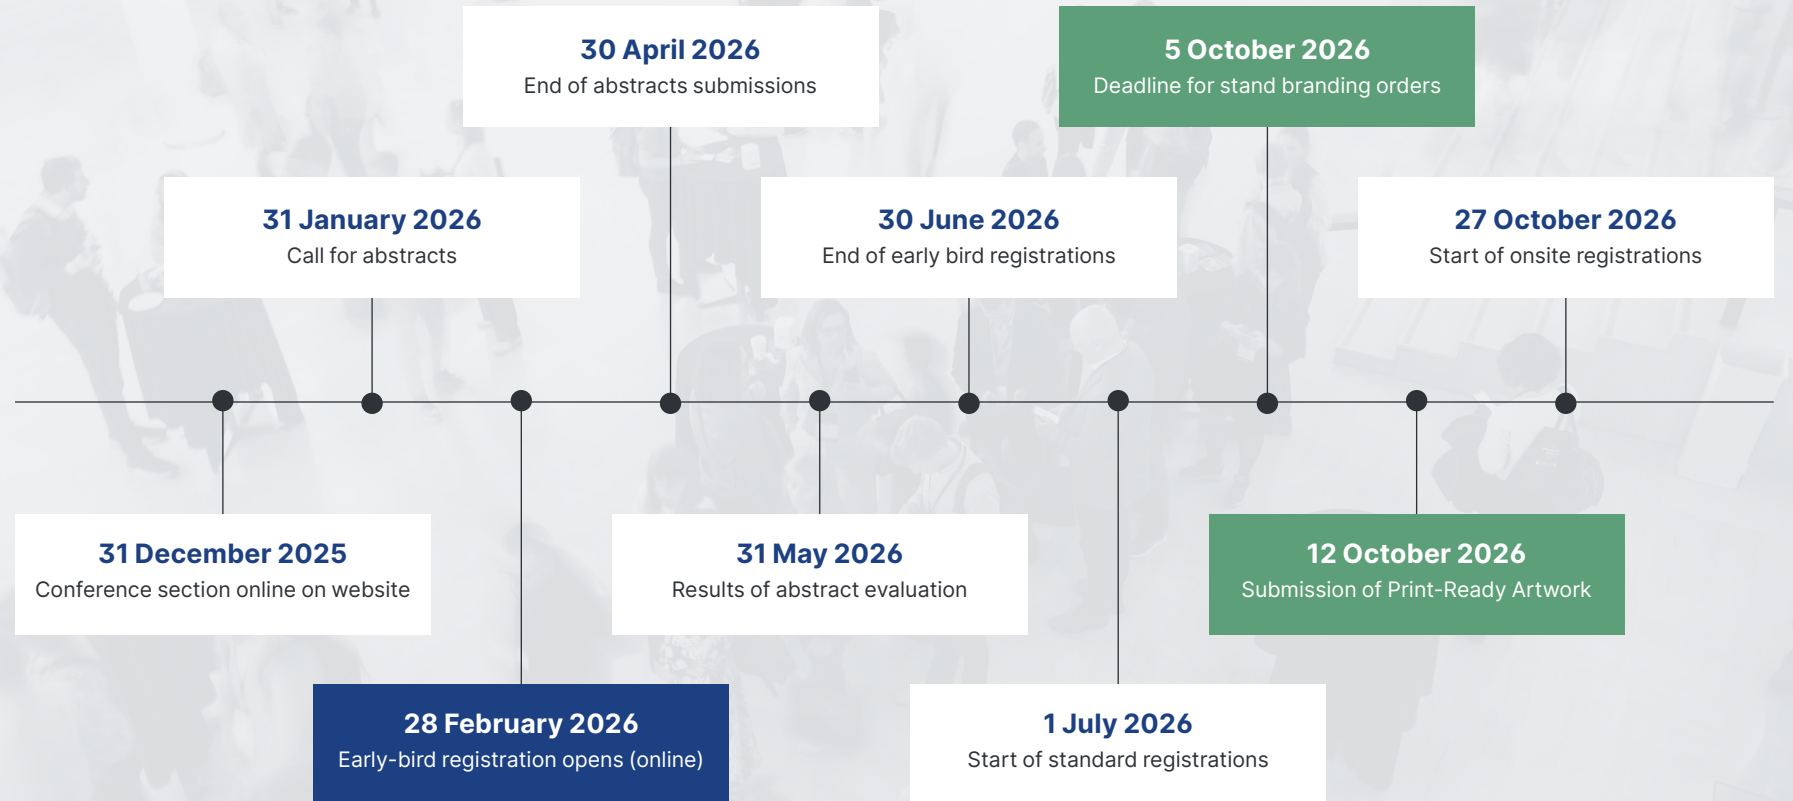 30 April 2026
End of abstracts submissions
5 October 2026
Deadline for stand branding orders
31 January 2026
Call for abstracts
30 June 2026
End of early bird registrations
27 October 2026
Start of onsite registrations
31 December 2025
Conference section online on website
31 May 2026
Results of abstract evaluation
12 October 2026
Submission of Print-Ready Artwork
28 February 2026
Early-bird registration opens (online)
1 July 2026
Start of standard registrations